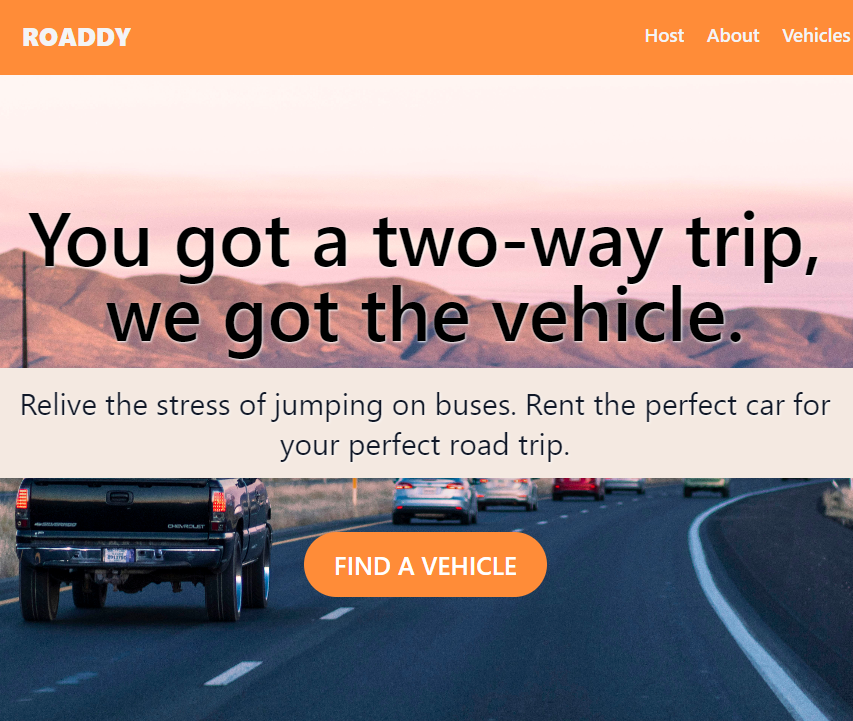 ROADDY
Host About Vehicles
You got a two-way trip,
we got the vehicle.
Relive the stress of jumping on buses. Rent the perfect car for
your perfect road trip.
CHEVROLET
FIND A VEHICLE